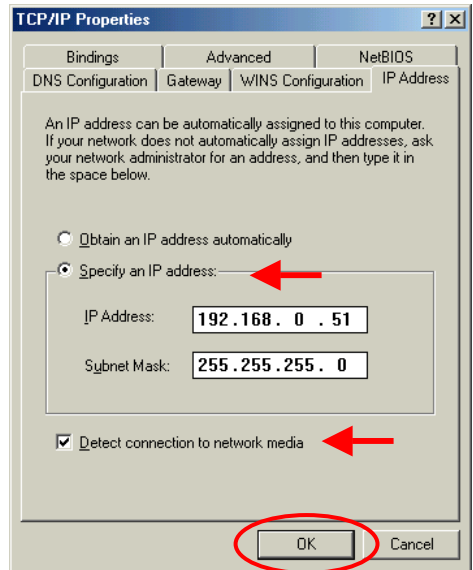 TCP/IP Properties
Bindings Advanced NetBIOS
DNS Configuration Gateway WINS Configuration IP Address
An IP address can be automatically assigned to this computer.
If your network does not automatically assign IP addresses, ask
your network administrator for an address, and then type it in
the space below.
Obtain an IP address automatically
Specify an IP address:
IP Address: 192.168. 0 .51
Subnet Mask: 255.255.255. 0
Detect connection to network media
OK Cancel